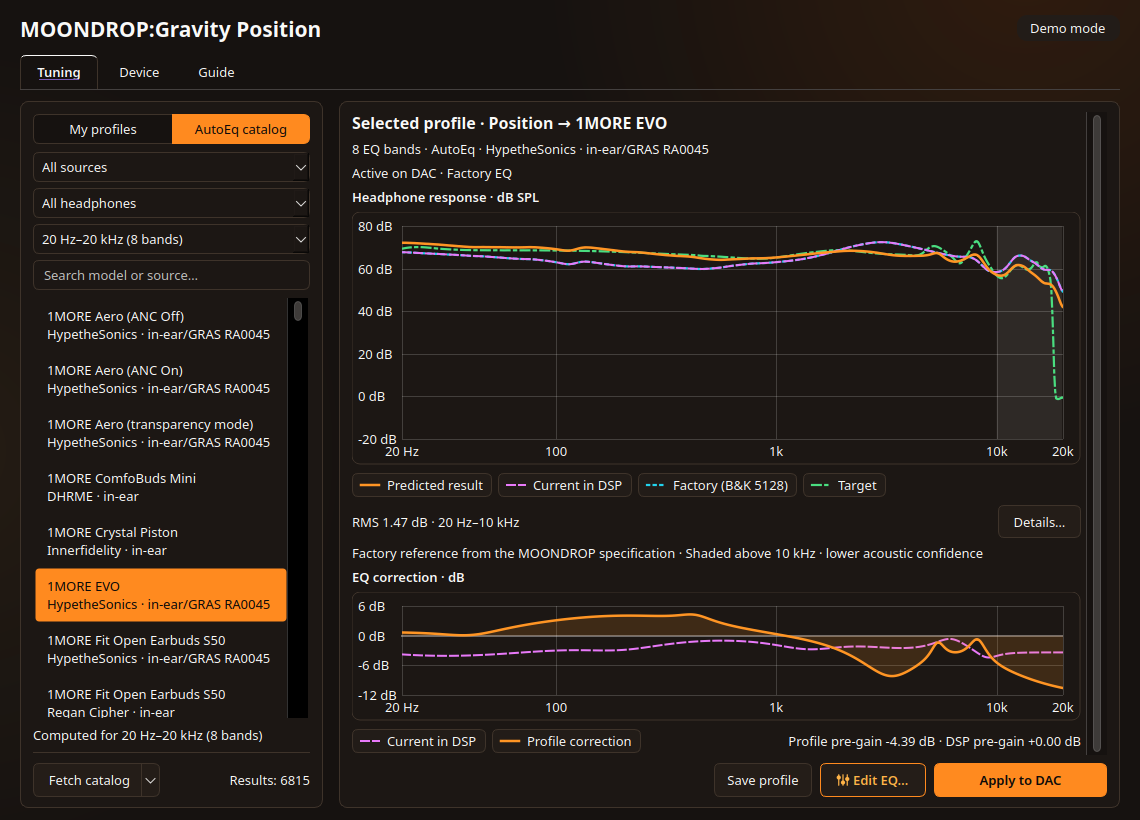 MOONDROP:Gravity Position
Demo mode
Tuning
Device
Guide
My profiles
AutoEq catalog
All sources
All headphones
20 Hz–20 kHz (8 bands)
Search model or source...
1MORE Aero (ANC Off)
HypetheSonics · in-ear/GRAS RA0045
1MORE Aero (ANC On)
HypetheSonics · in-ear/GRAS RA0045
1MORE Aero (transparency mode)
HypetheSonics · in-ear/GRAS RA0045
1MORE ComfoBuds Mini
DHRME · in-ear
1MORE Crystal Piston
Innerfidelity · in-ear
1MORE EVO
HypetheSonics · in-ear/GRAS RA0045
1MORE Fit Open Earbuds S50
HypetheSonics · in-ear/GRAS RA0045
1MORE Fit Open Earbuds S50
Regan Cipher · in-ear
Computed for 20 Hz–20 kHz (8 bands)
Fetch catalog
Results: 6815
Selected profile · Position → 1MORE EVO
8 EQ bands · AutoEq · HypetheSonics · in-ear/GRAS RA0045
Active on DAC · Factory EQ
Headphone response · dB SPL
80 dB
60 dB
40 dB
20 dB
0 dB
-20 dB
20 Hz 100 1k 10k 20k
Predicted result
Current in DSP
Factory (B&K 5128)
Target
RMS 1.47 dB · 20 Hz–10 kHz
Details...
Factory reference from the MOONDROP specification · Shaded above 10 kHz · lower acoustic confidence
EQ correction · dB
6 dB
0 dB
-6 dB
-12 dB
20 Hz 100 1k 10k 20k
Current in DSP
Profile correction
Profile pre-gain -4.39 dB · DSP pre-gain +0.00 dB
Save profile
Edit EQ...
Apply to DAC